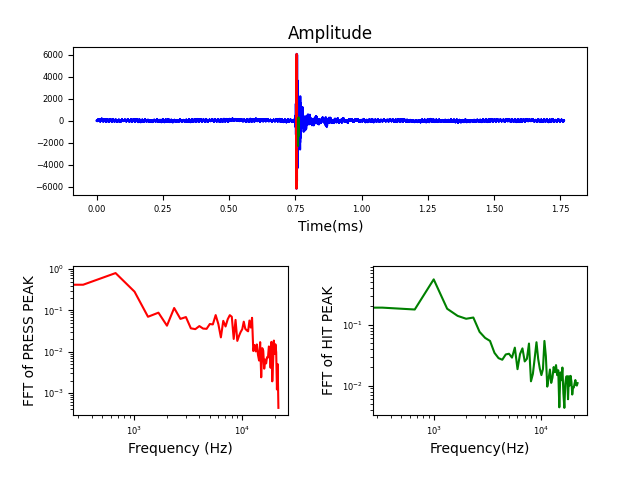 Amplitude
6000
4000
2000
0
−2000
−4000
−6000
0.00 0.25 0.50 0.75 1.00 1.25 1.50 1.75
Time(ms)
FFT of PRESS PEAK
10⁰
10⁻¹
10⁻²
10⁻³
10³ 10⁴
Frequency (Hz)
FFT of HIT PEAK
10⁻¹
10⁻²
10³ 10⁴
Frequency(Hz)